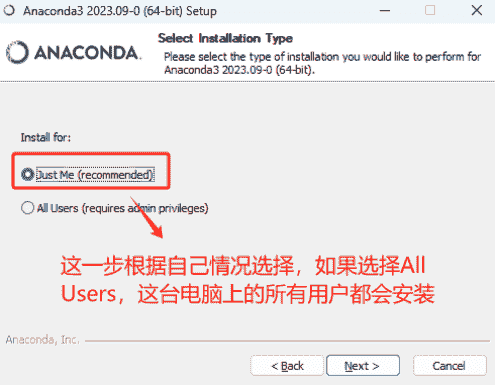 Anaconda3 2023.09-0 (64-bit) Setup
Select Installation Type
Please select the type of installation you would like to perform for
Anaconda3 2023.09-0 (64-bit).
ANACONDA.
Install for:
Just Me (recommended)
All Users (requires admin privileges)
这一步根据自己情况选择，如果选择All
Users，这台电脑上的所有用户都会安装
Anaconda, Inc.
< Back
Next >
Cancel